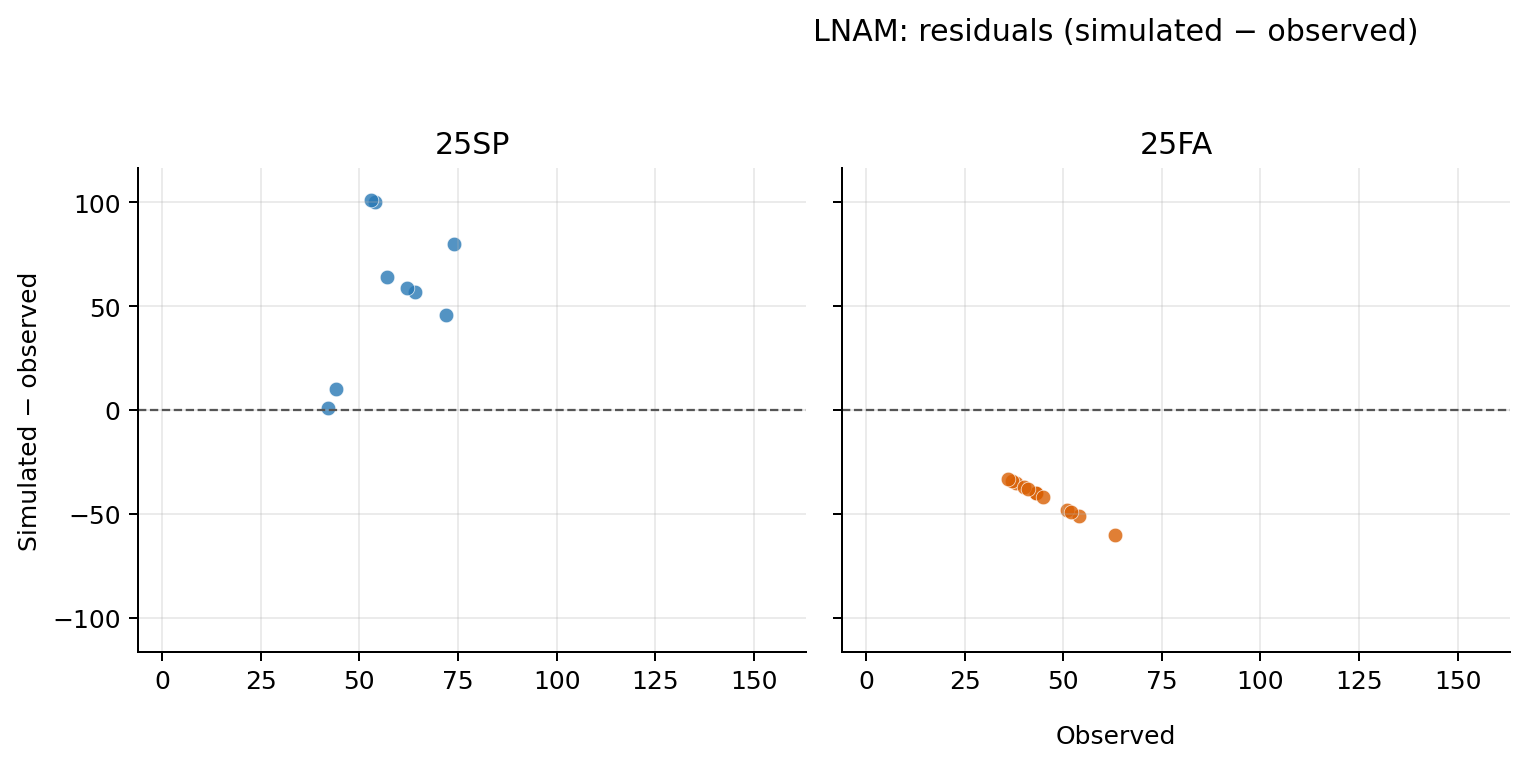 LNAM: residuals (simulated − observed)
25SP
25FA
Simulated − observed
100
50
0
−50
−100
0 25 50 75 100 125 150
0 25 50 75 100 125 150
Observed